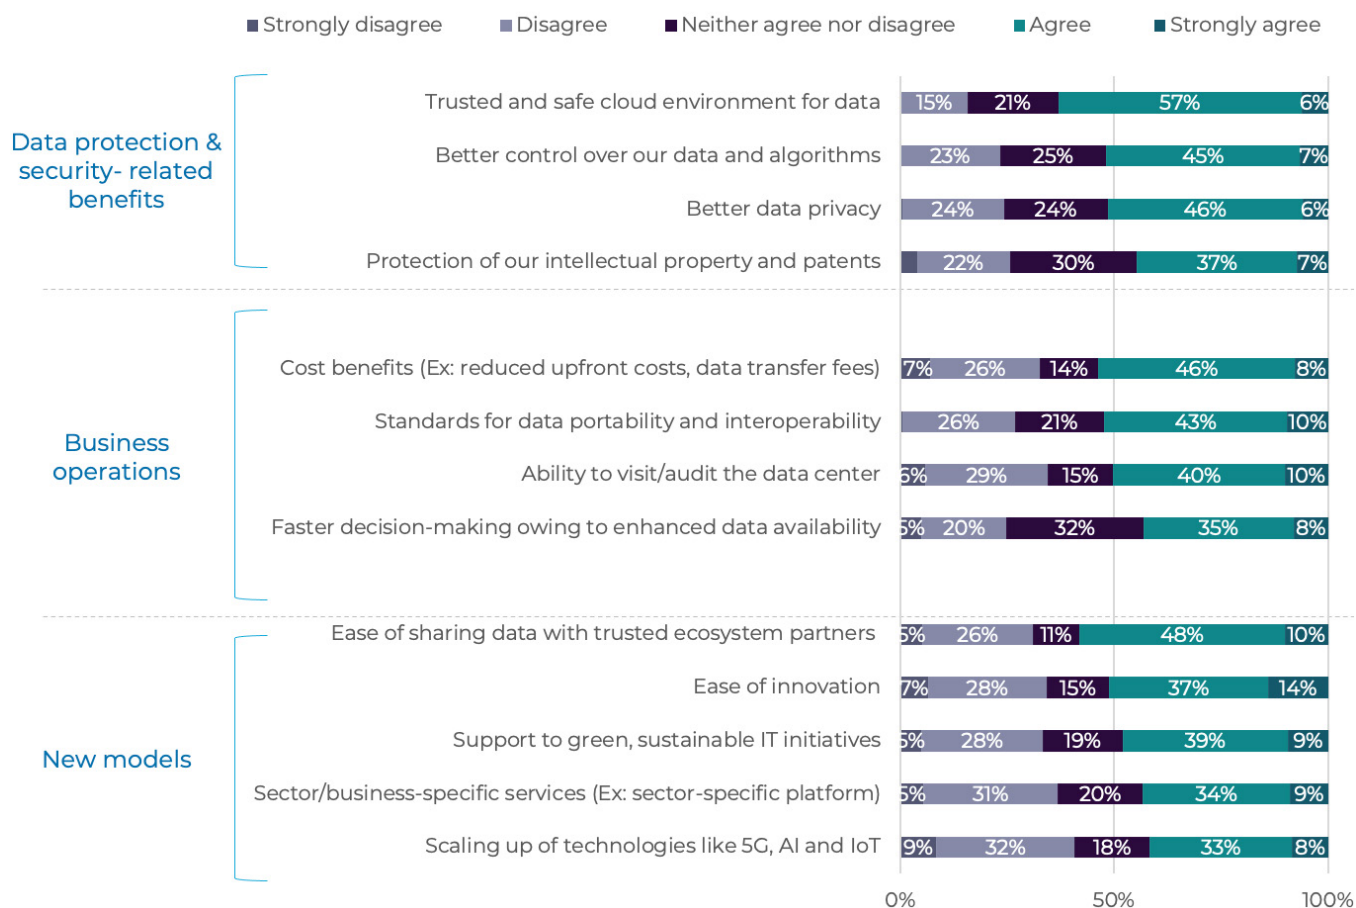 Strongly disagree Disagree Neither agree nor disagree Agree Strongly agree
Data protection &
security- related
benefits
Trusted and safe cloud environment for data 15% 21% 57% 6%
Better control over our data and algorithms 23% 25% 45% 7%
Better data privacy 24% 24% 46% 6%
Protection of our intellectual property and patents 22% 30% 37% 7%
Business
operations
Cost benefits (Ex: reduced upfront costs, data transfer fees) 7% 26% 14% 46% 8%
Standards for data portability and interoperability 26% 21% 43% 10%
Ability to visit/audit the data center 6% 29% 15% 40% 10%
Faster decision-making owing to enhanced data availability 5% 20% 32% 35% 8%
New models
Ease of sharing data with trusted ecosystem partners 5% 26% 11% 48% 10%
Ease of innovation 7% 28% 15% 37% 14%
Support to green, sustainable IT initiatives 5% 28% 19% 39% 9%
Sector/business-specific services (Ex: sector-specific platform) 5% 31% 20% 34% 9%
Scaling up of technologies like 5G, AI and IoT 9% 32% 18% 33% 8%
0% 50% 100%